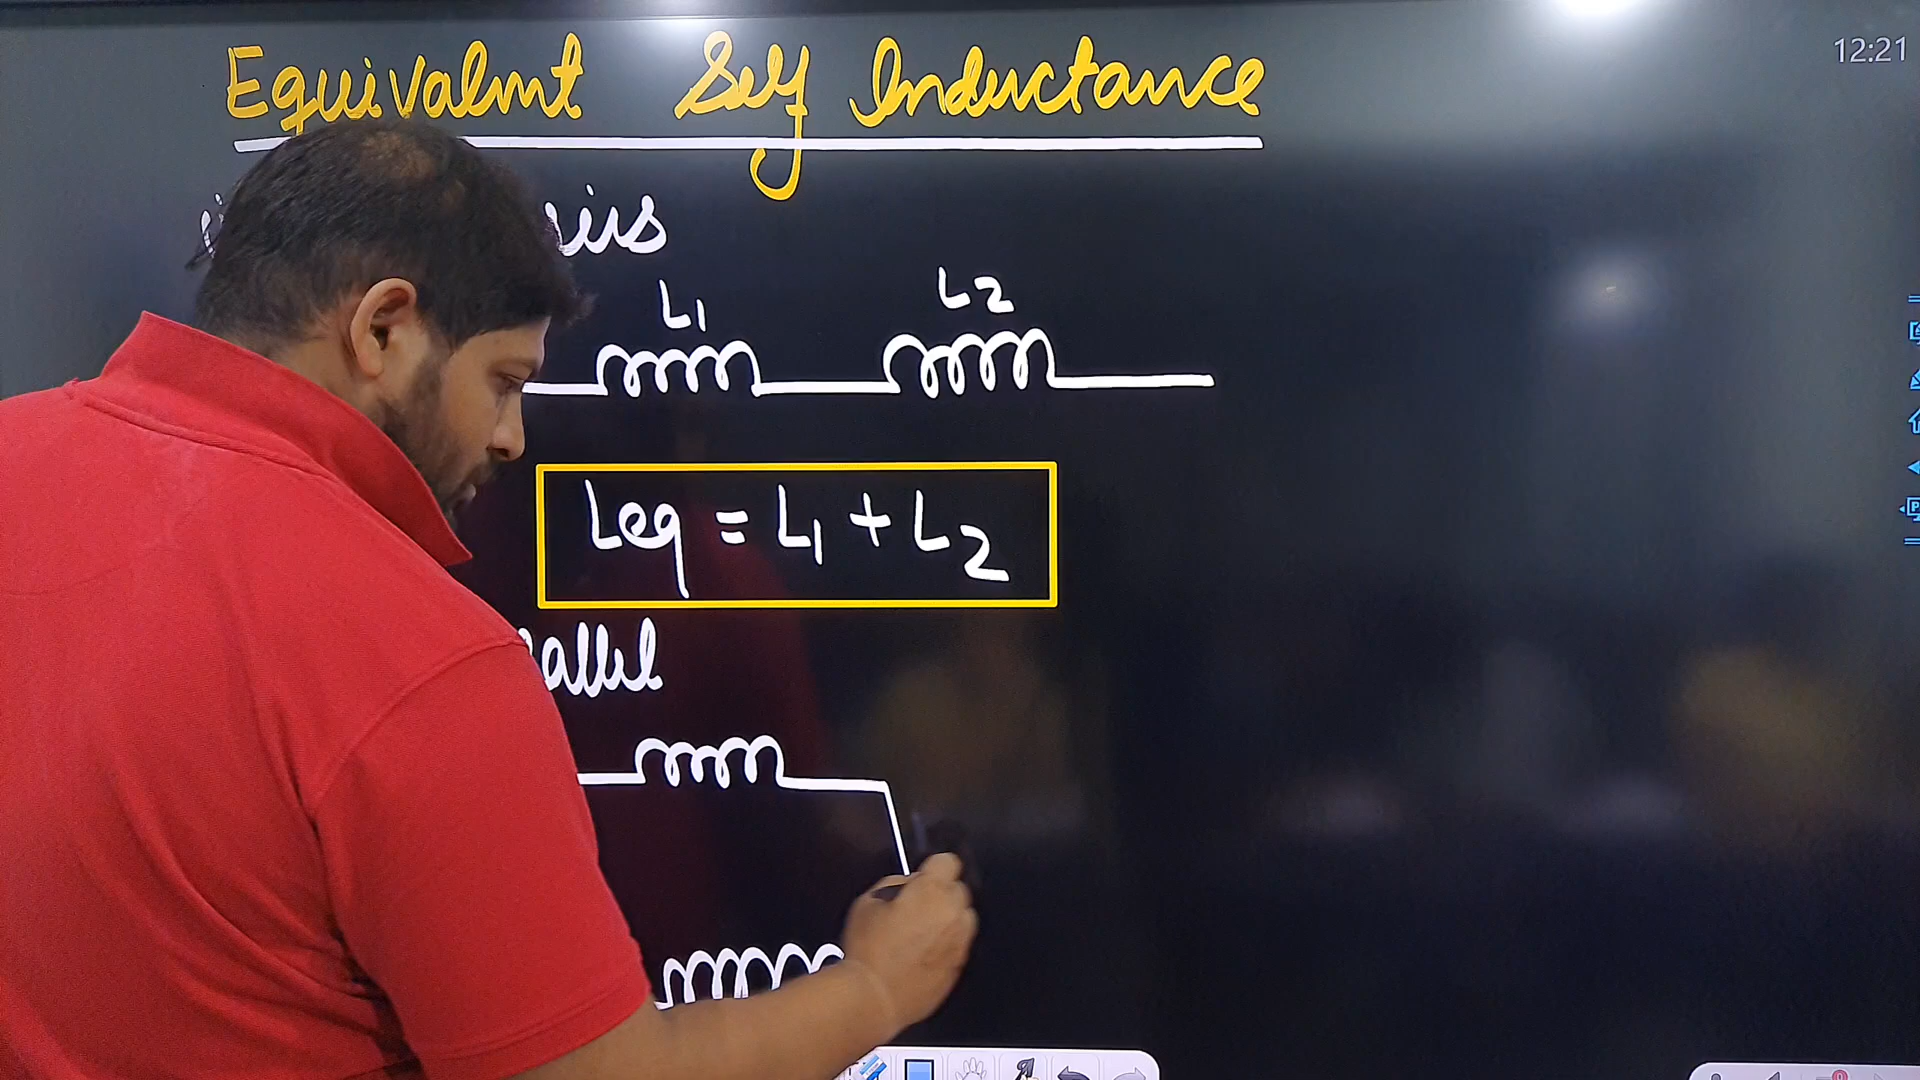 Equivalent Self Inductance
12:21
L1 L2
Leq = L1 + L2